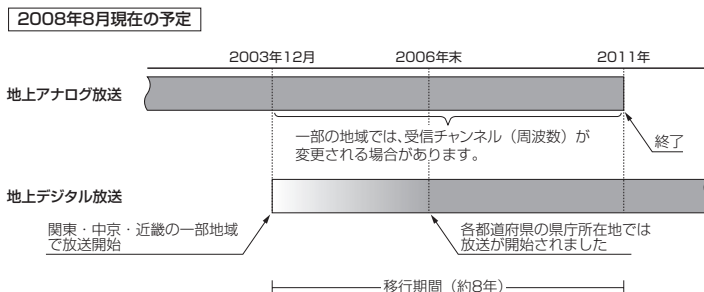 2008年8月現在の予定
2003年12月
2006年末
2011年
地上アナログ放送
一部の地域では、受信チャンネル（周波数）が
変更される場合があります。
終了
地上デジタル放送
関東・中京・近畿の一部地域
で放送開始
各都道府県の県庁所在地では
放送が開始されました
移行期間（約8年）